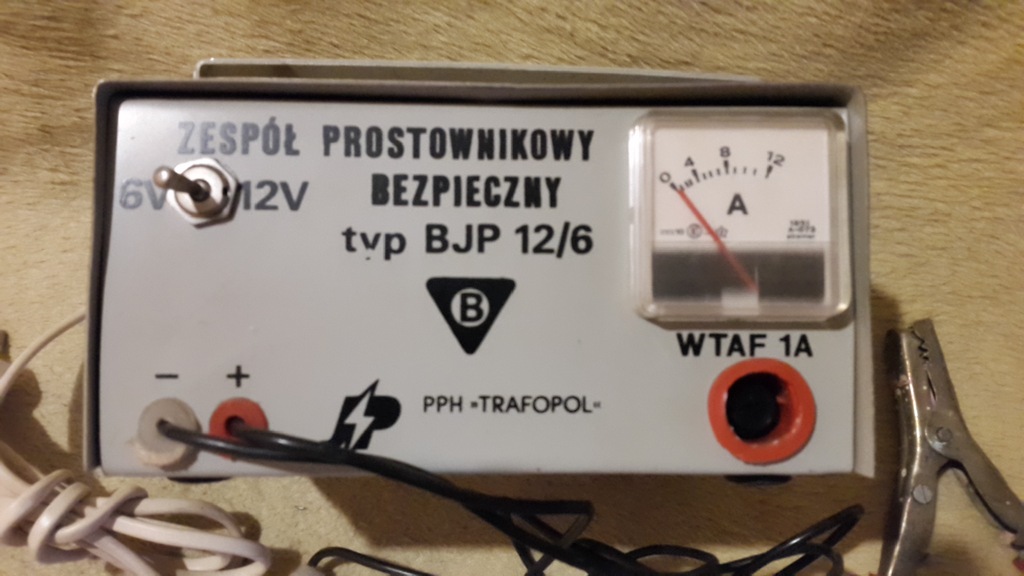 ZESPÓŁ PROSTOWNIKOWY
BEZPIECZNY
typ BJP 12/6
6V
12V
B
0 4 8 12
A
WTAF 1A
- +
PPH »TRAFOPOL«